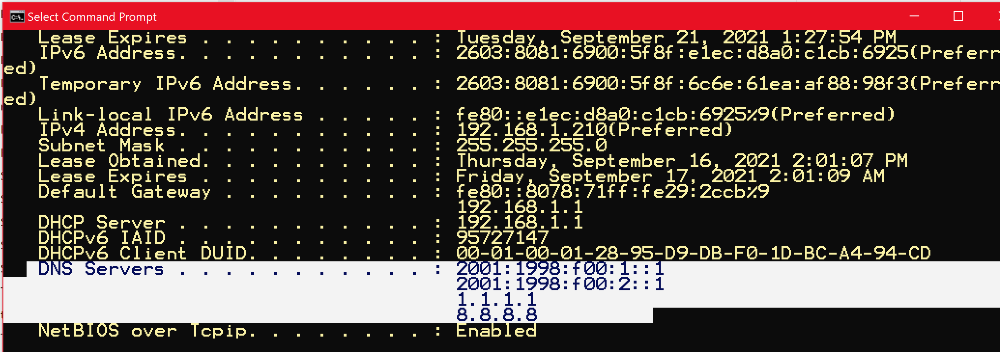 Select Command Prompt
Lease Expires . . . . . . . . . . : Tuesday, September 21, 2021 1:27:54 PM
IPv6 Address. . . . . . . . . . . : 2603:8081:6900:5f8f:e1ec:d8a0:c1cb:6925(Preferr
ed)
Temporary IPv6 Address. . . . . . : 2603:8081:6900:5f8f:6c6e:61ea:af88:98f3(Preferr
ed)
Link-local IPv6 Address . . . . . : fe80::e1ec:d8a0:c1cb:6925%9(Preferred)
IPv4 Address. . . . . . . . . . . : 192.168.1.210(Preferred)
Subnet Mask . . . . . . . . . . . : 255.255.255.0
Lease Obtained. . . . . . . . . . : Thursday, September 16, 2021 2:01:07 PM
Lease Expires . . . . . . . . . . : Friday, September 17, 2021 2:01:09 AM
Default Gateway . . . . . . . . . : fe80::8078:71ff:fe29:2ccb%9
192.168.1.1
DHCP Server . . . . . . . . . . . : 192.168.1.1
DHCPv6 IAID . . . . . . . . . . . : 95727147
DHCPv6 Client DUID. . . . . . . . : 00-01-00-01-28-95-D9-DB-F0-1D-BC-A4-94-CD
DNS Servers . . . . . . . . . . . : 2001:1998:f00:1::1
2001:1998:f00:2::1
1.1.1.1
8.8.8.8
NetBIOS over Tcpip. . . . . . . . : Enabled